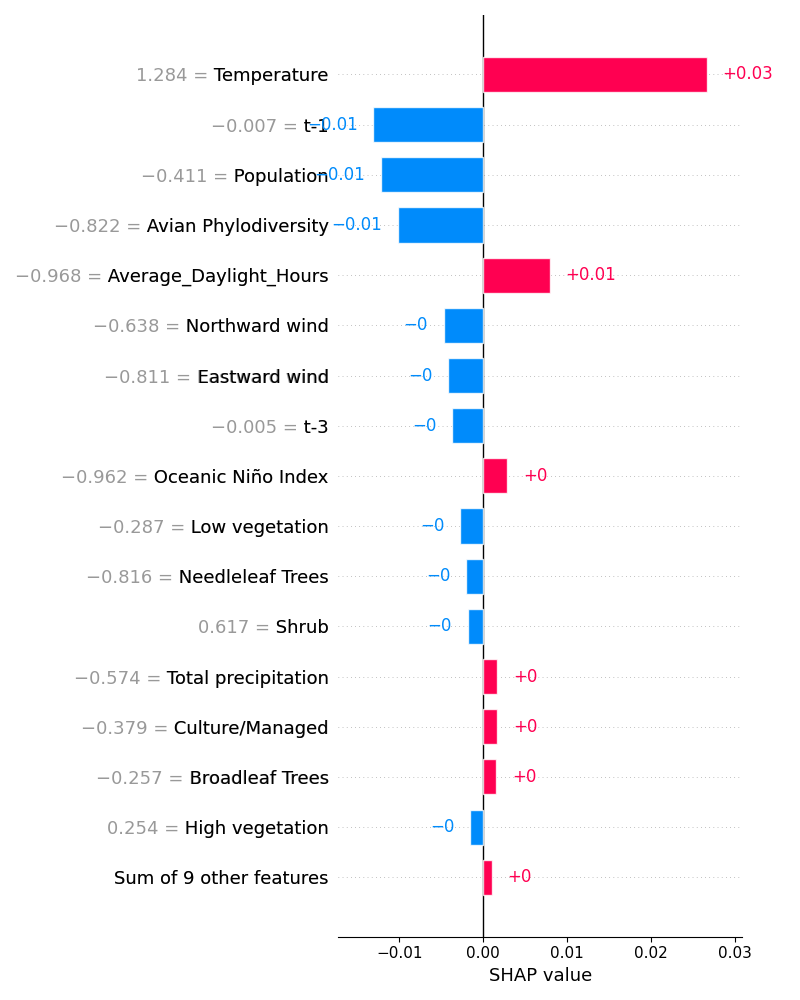 1.284 = Temperature +0.03
−0.007 = t-1 −0.01
−0.411 = Population −0.01
−0.822 = Avian Phylodiversity −0.01
−0.968 = Average_Daylight_Hours +0.01
−0.638 = Northward wind −0
−0.811 = Eastward wind −0
−0.005 = t-3 −0
−0.962 = Oceanic Niño Index +0
−0.287 = Low vegetation −0
−0.816 = Needleleaf Trees −0
0.617 = Shrub −0
−0.574 = Total precipitation +0
−0.379 = Culture/Managed +0
−0.257 = Broadleaf Trees +0
0.254 = High vegetation −0
Sum of 9 other features +0
−0.01 0.00 0.01 0.02 0.03
SHAP value